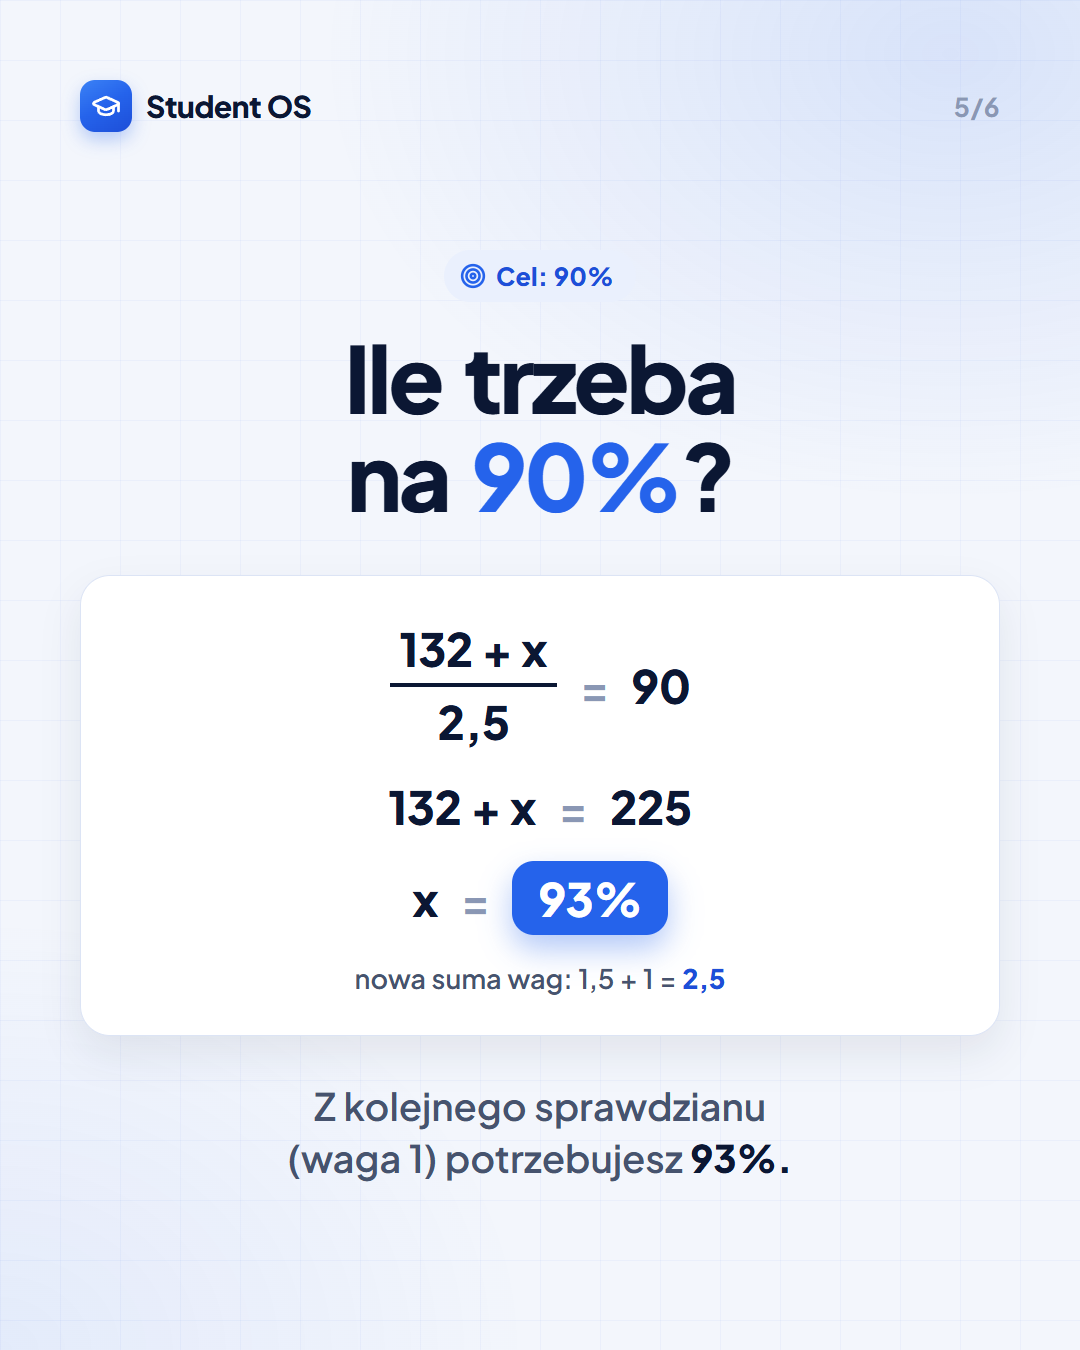 Student OS
5/6
Cel: 90%
Ile trzeba
na 90%?
132 + x
2,5
= 90
132 + x = 225
x = 93%
nowa suma wag: 1,5 + 1 = 2,5
Z kolejnego sprawdzianu
(waga 1) potrzebujesz 93%.